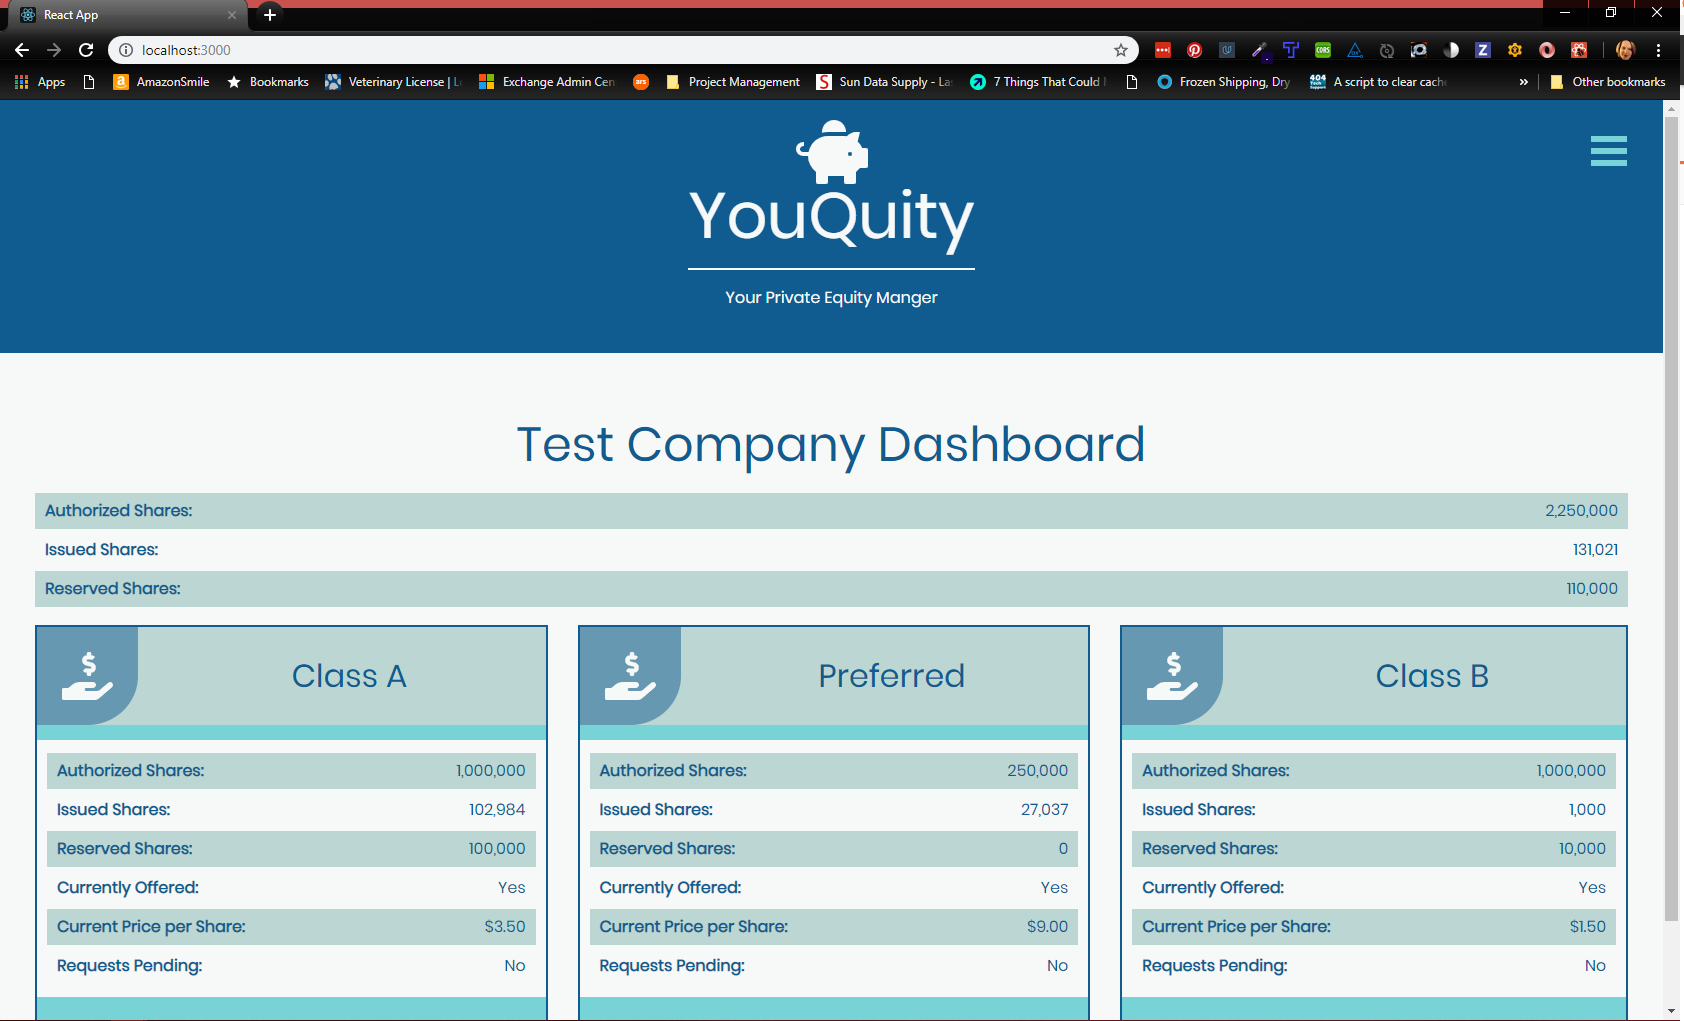 React App
localhost:3000
Apps
AmazonSmile
Bookmarks
Veterinary License | L
Exchange Admin Cen
ars
Project Management
S
Sun Data Supply - La
7 Things That Could
Frozen Shipping, Dry
404
A script to clear cache
»
Other bookmarks
CORS
Z
YouQuity
Your Private Equity Manger
Test Company Dashboard
Authorized Shares: 2,250,000
Issued Shares: 131,021
Reserved Shares: 110,000
$ Class A
Authorized Shares: 1,000,000
Issued Shares: 102,984
Reserved Shares: 100,000
Currently Offered: Yes
Current Price per Share: $3.50
Requests Pending: No
$ Preferred
Authorized Shares: 250,000
Issued Shares: 27,037
Reserved Shares: 0
Currently Offered: Yes
Current Price per Share: $9.00
Requests Pending: No
$ Class B
Authorized Shares: 1,000,000
Issued Shares: 1,000
Reserved Shares: 10,000
Currently Offered: Yes
Current Price per Share: $1.50
Requests Pending: No